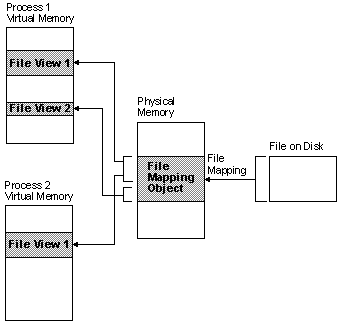 Process 1
Virtual Memory
File View 1
File View 2
Physical
Memory
File
Mapping
Object
File
Mapping
File on Disk
Process 2
Virtual Memory
File View 1